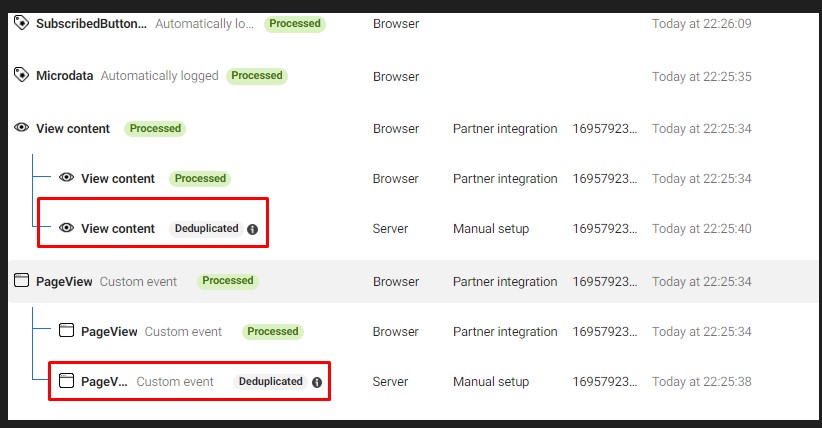 SubscribedButton... Automatically lo... Processed Browser Today at 22:26:09
Microdata Automatically logged Processed Browser Today at 22:25:35
View content Processed Browser Partner integration 16957923... Today at 22:25:34
View content Processed Browser Partner integration 16957923... Today at 22:25:34
View content Deduplicated Server Manual setup 16957923... Today at 22:25:40
PageView Custom event Processed Browser Partner integration 16957923... Today at 22:25:34
PageView Custom event Processed Browser Partner integration 16957923... Today at 22:25:34
PageV... Custom event Deduplicated Server Manual setup 16957923... Today at 22:25:38